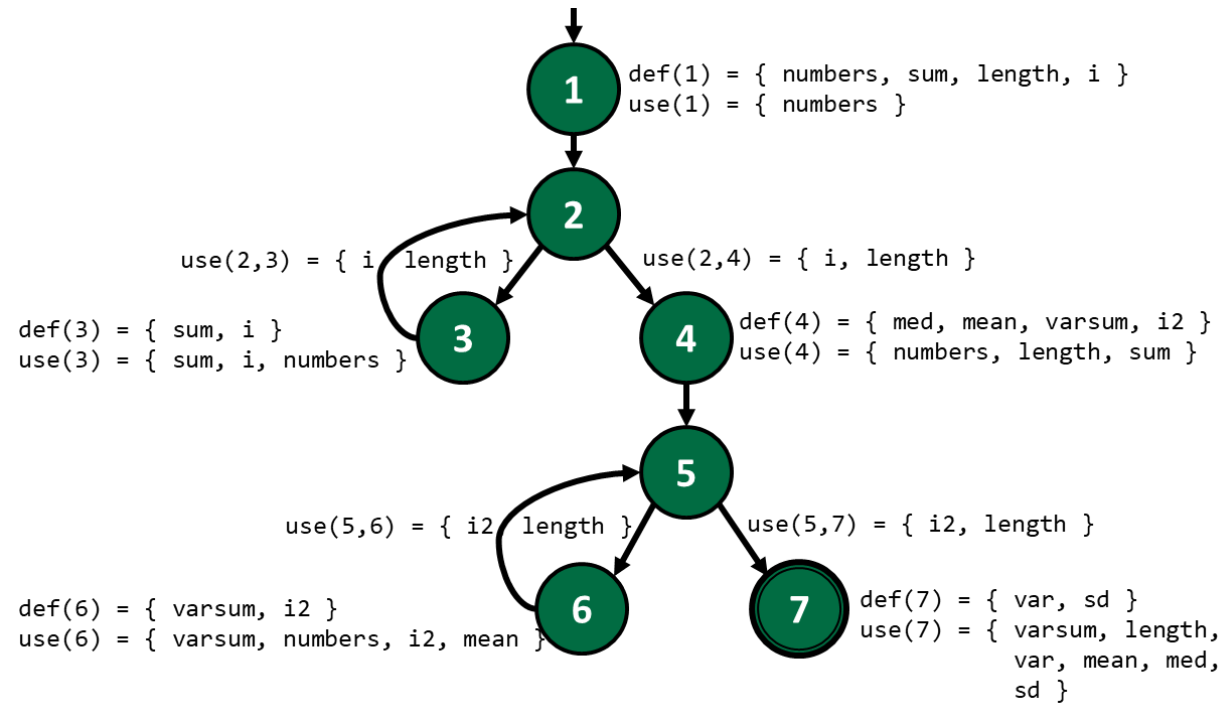 1
def(1) = { numbers, sum, length, i }
use(1) = { numbers }
2
use(2,3) = { i, length }
use(2,4) = { i, length }
3
def(3) = { sum, i }
use(3) = { sum, i, numbers }
4
def(4) = { med, mean, varsum, i2 }
use(4) = { numbers, length, sum }
5
use(5,6) = { i2, length }
use(5,7) = { i2, length }
6
def(6) = { varsum, i2 }
use(6) = { varsum, numbers, i2, mean }
7
def(7) = { var, sd }
use(7) = { varsum, length,
var, mean, med,
sd }